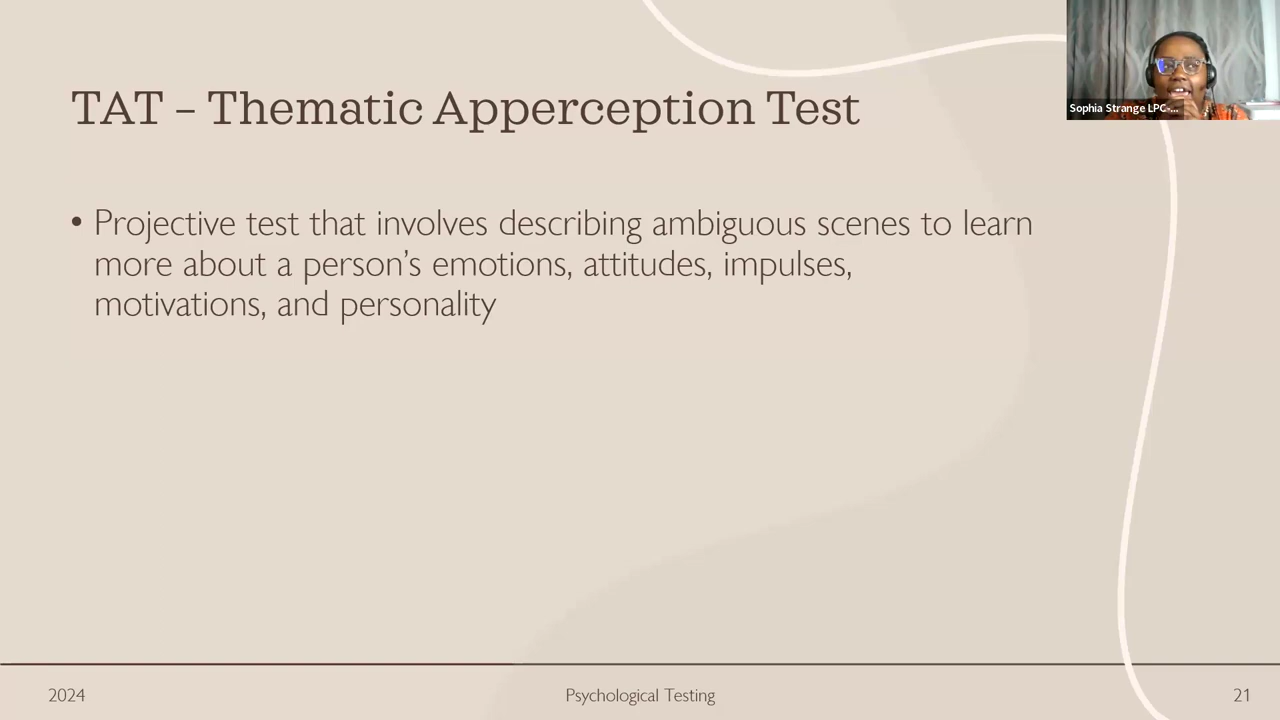 Sophia Strange LPC-...
TAT – Thematic Apperception Test
• Projective test that involves describing ambiguous scenes to learn
more about a person’s emotions, attitudes, impulses,
motivations, and personality
2024
Psychological Testing
21